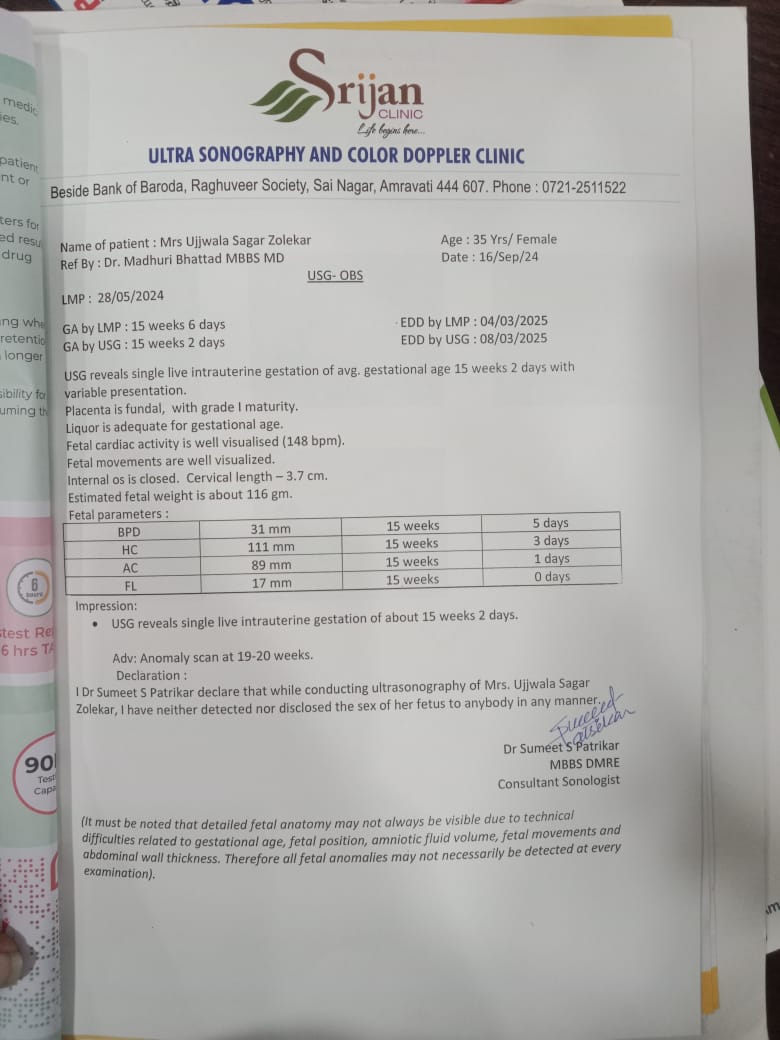 Srijan
CLINIC
Life begins here...
ULTRA SONOGRAPHY AND COLOR DOPPLER CLINIC
Beside Bank of Baroda, Raghuveer Society, Sai Nagar, Amravati 444 607. Phone : 0721-2511522
Name of patient : Mrs Ujjwala Sagar Zolekar Age : 35 Yrs/ Female
Ref By : Dr. Madhuri Bhattad MBBS MD Date : 16/Sep/24
USG- OBS
LMP : 28/05/2024
GA by LMP : 15 weeks 6 days EDD by LMP : 04/03/2025
GA by USG : 15 weeks 2 days EDD by USG : 08/03/2025
USG reveals single live intrauterine gestation of avg. gestational age 15 weeks 2 days with
variable presentation.
Placenta is fundal, with grade I maturity.
Liquor is adequate for gestational age.
Fetal cardiac activity is well visualised (148 bpm).
Fetal movements are well visualized.
Internal os is closed. Cervical length – 3.7 cm.
Estimated fetal weight is about 116 gm.
Fetal parameters :
BPD 31 mm 15 weeks 5 days
HC 111 mm 15 weeks 3 days
AC 89 mm 15 weeks 1 days
FL 17 mm 15 weeks 0 days
Impression:
• USG reveals single live intrauterine gestation of about 15 weeks 2 days.
Adv: Anomaly scan at 19-20 weeks.
Declaration :
I Dr Sumeet S Patrikar declare that while conducting ultrasonography of Mrs. Ujjwala Sagar
Zolekar, I have neither detected nor disclosed the sex of her fetus to anybody in any manner.
Dr Sumeet S Patrikar
MBBS DMRE
Consultant Sonologist
(It must be noted that detailed fetal anatomy may not always be visible due to technical
difficulties related to gestational age, fetal position, amniotic fluid volume, fetal movements and
abdominal wall thickness. Therefore all fetal anomalies may not necessarily be detected at every
examination).
patient
nt or
ters for
drug
longer
6
6 hrs
90